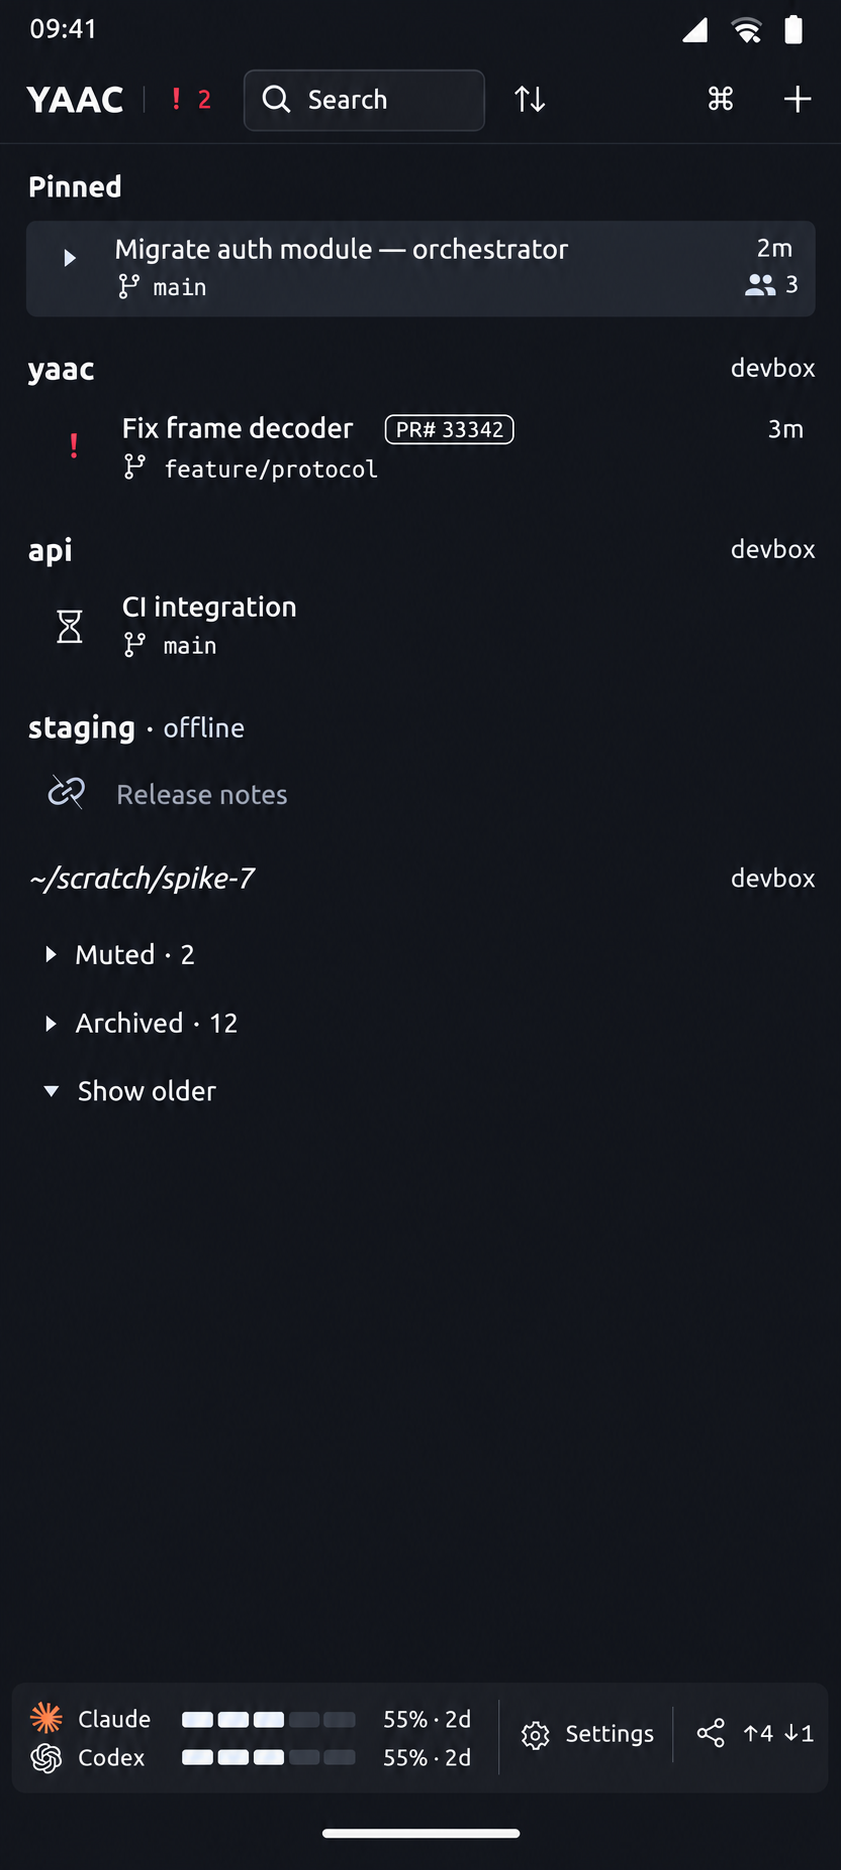 09:41
YAAC ! 2 Search
Pinned
Migrate auth module — orchestrator 2m
main 3
yaac devbox
! Fix frame decoder PR# 33342 3m
feature/protocol
api devbox
CI integration
main
staging · offline
Release notes
~/scratch/spike-7 devbox
Muted · 2
Archived · 12
Show older
Claude 55% · 2d
Codex 55% · 2d
Settings ↑4 ↓1